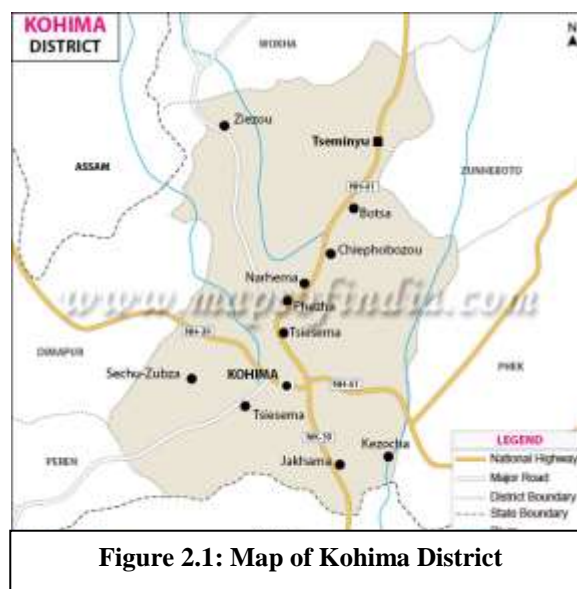 KOHIMA
DISTRICT
N
WOKHA
Ziezou
Tseminyu
ASSAM
ZUNHEBOTO
NH-61
Botsa
Chiephobozou
Narhema
www.mapsofindia.com
Phazha
Tsiesema
NH-39
DIMAPUR
PHEK
Sechu-Zubza
KOHIMA
NH-61
Tsiesema
LEGEND
Kezocha
NH-39
National Highway
Jakhama
Major Road
PEREN
District Boundary
State Boundary
Figure 2.1: Map of Kohima District